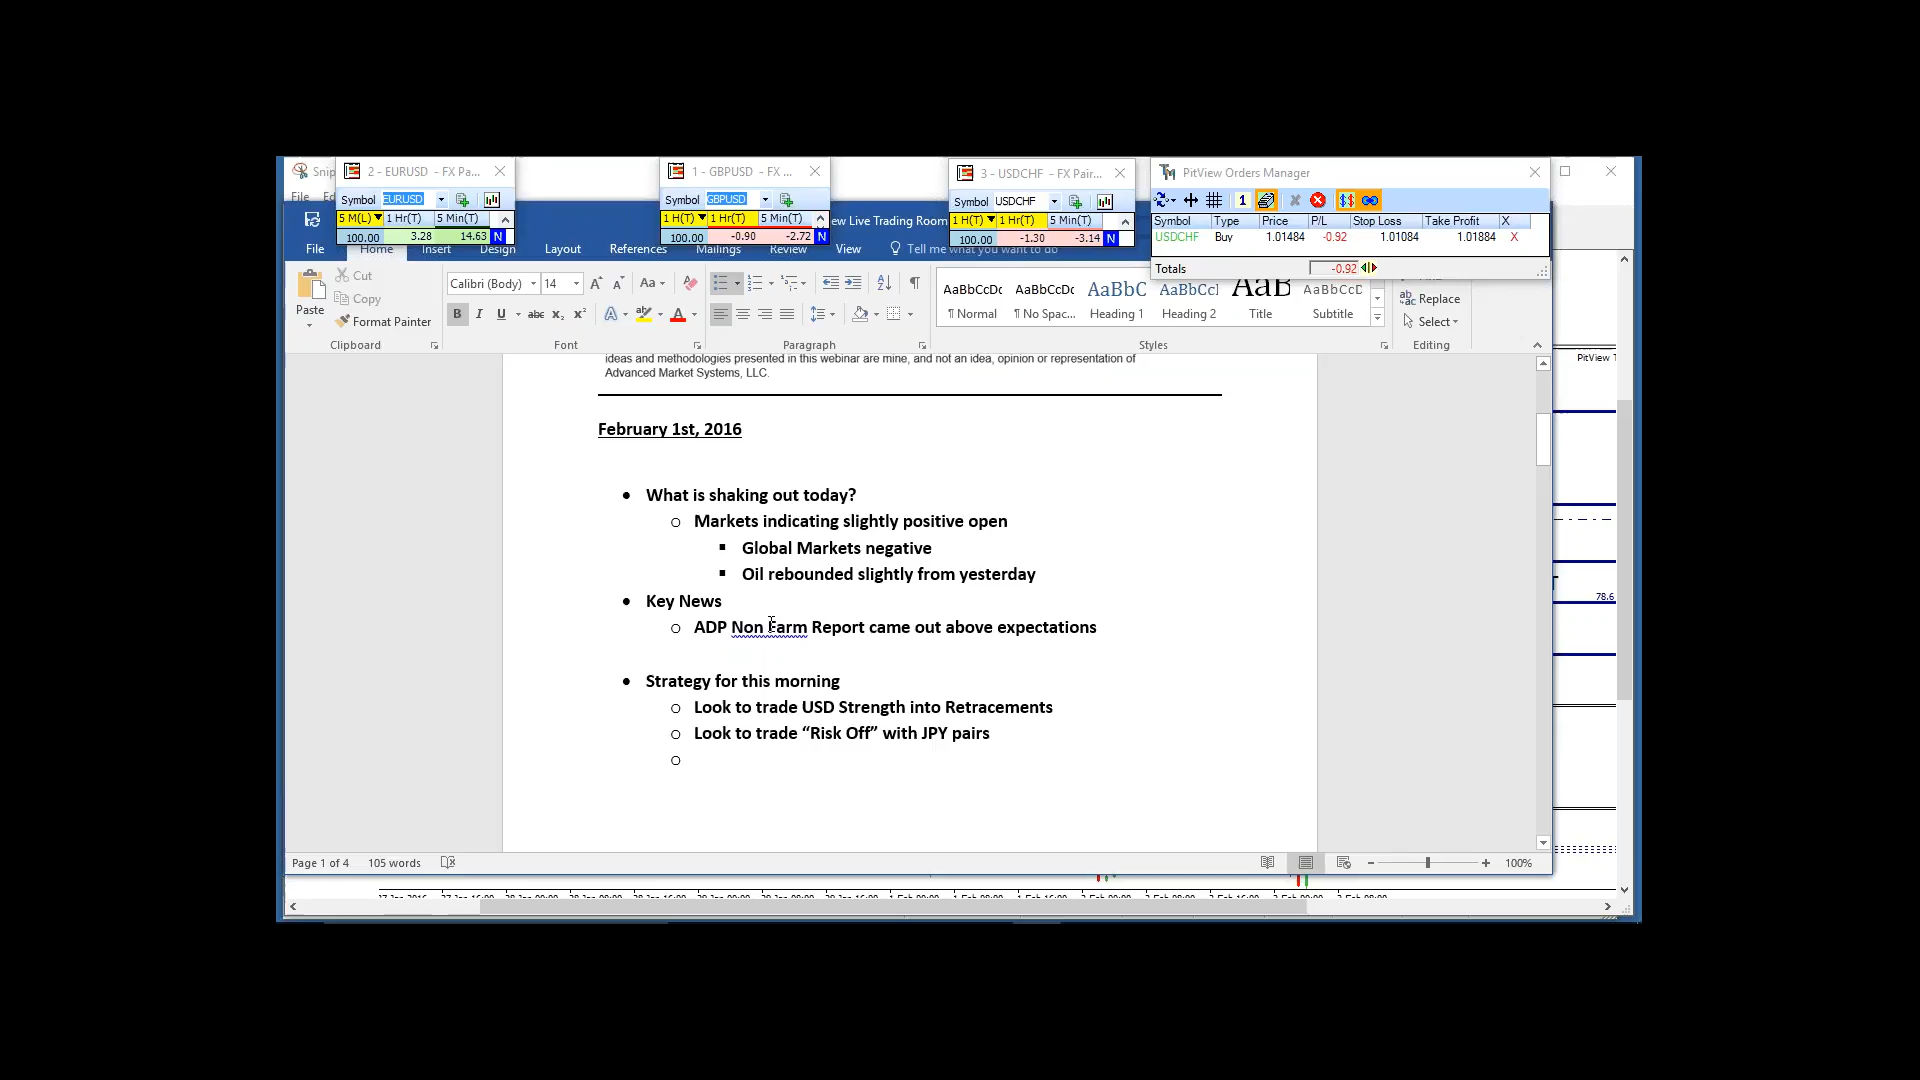 Snip
2 - EURUSD - FX Pa...
1 - GBPUSD - FX ...
3 - USDCHF - FX Pair...
PitView Orders Manager
File
Symbol EURUSD
Symbol GBPUSD
Symbol USDCHF
1
5 M(L) 1 Hr(T) 5 Min(T)
1 H(T) 1 Hr(T) 5 Min(T)
1 H(T) 1 Hr(T) 5 Min(T)
ew Live Trading Room
Symbol Type Price P/L Stop Loss Take Profit X
100.00 3.28 14.63 N
100.00 -0.90 -2.72 N
100.00 -1.30 -3.14 N
USDCHF Buy 1.01484 -0.92 1.01084 1.01884 X
Totals -0.92
File Home Insert Design Layout References Mailings Review View Tell me what you want to do
Paste
Cut
Copy
Format Painter
Calibri (Body) 14
Aa
B I U abc x₂ x² A A
AaBbCcDc AaBbCcDc AaBbC AaBbCcI AaB AaBbCcD
¶ Normal ¶ No Spac... Heading 1 Heading 2 Title Subtitle
Replace
Select
Clipboard Font Paragraph Styles Editing
PitView T
ideas and methodologies presented in this webinar are mine, and not an idea, opinion or representation of
Advanced Market Systems, LLC.
February 1st, 2016
• What is shaking out today?
o Markets indicating slightly positive open
▪ Global Markets negative
▪ Oil rebounded slightly from yesterday
• Key News
o ADP Non Farm Report came out above expectations
• Strategy for this morning
o Look to trade USD Strength into Retracements
o Look to trade “Risk Off” with JPY pairs
o
78.6
Page 1 of 4 105 words
100%